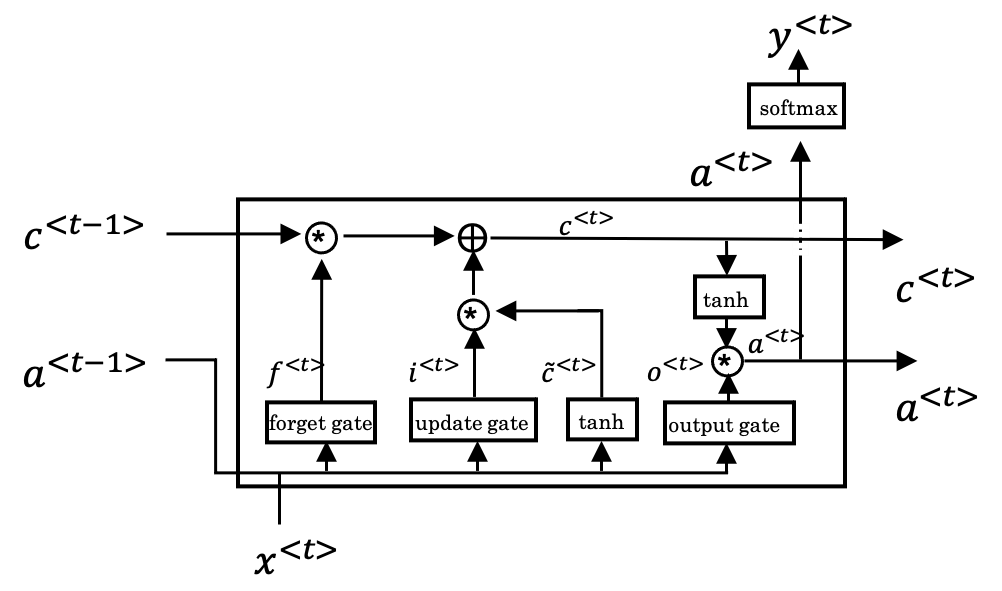 y<t>
softmax
a<t>
c<t-1>
c<t>
c<t>
tanh
a<t-1>
f<t>
i<t>
c̃<t>
o<t>
a<t>
a<t>
forget gate
update gate
tanh
output gate
x<t>